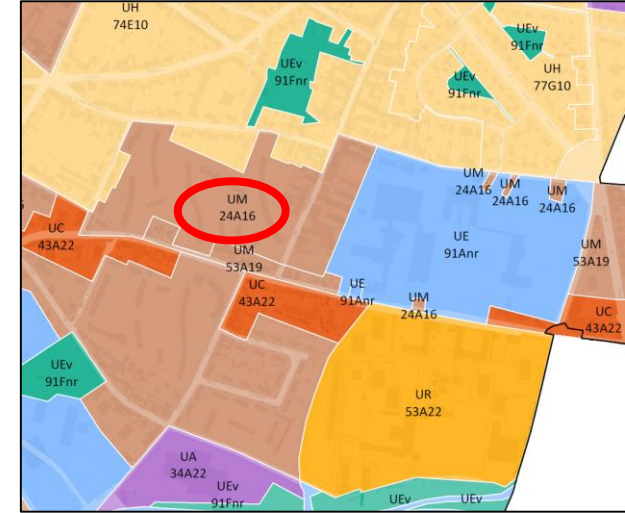 UH
74E10
UEv
91Fnr
UEv
UEv
91Fnr
91Fnr
UH
77G10
UM
24A16
UM
24A16
UM
24A16
UM
24A16
UC
43A22
UM
53A19
UE
91Anr
UM
53A19
UC
43A22
UE
91Anr
UM
24A16
UC
43A22
UEv
91Fnr
UR
53A22
UA
34A22
UEv
91Fnr
UEv
UEv